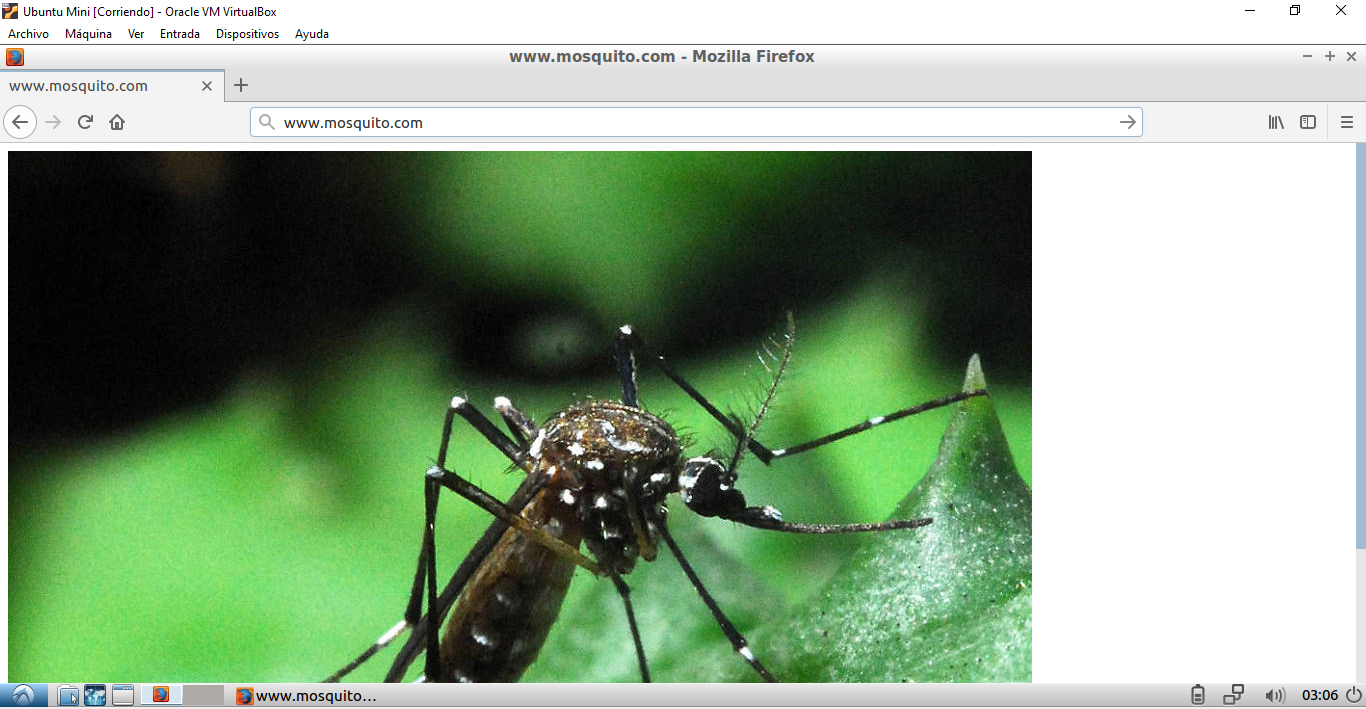 Ubuntu Mini [Corriendo] - Oracle VM VirtualBox
Archivo Máquina Ver Entrada Dispositivos Ayuda
www.mosquito.com - Mozilla Firefox
www.mosquito.com
www.mosquito.com
www.mosquito... 03:06